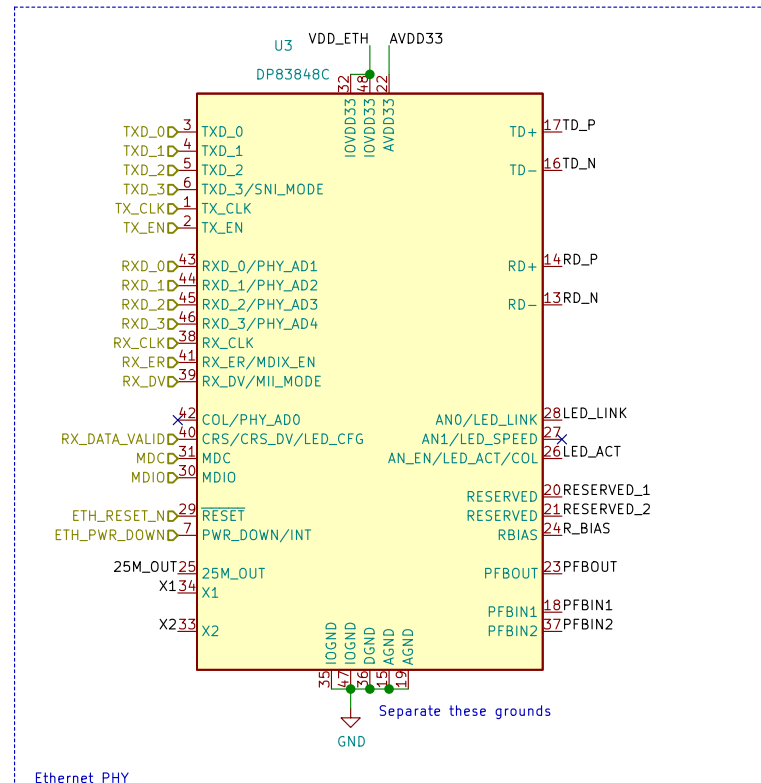 VDD_ETH AVDD33
U3
DP83848C
32 48 22
IOVDD33 IOVDD33 AVDD33
TXD_0 3 TXD_0 TD+ 17 TD_P
TXD_1 4 TXD_1
TXD_2 5 TXD_2 TD- 16 TD_N
TXD_3 6 TXD_3/SNI_MODE
TX_CLK 1 TX_CLK
TX_EN 2 TX_EN
RXD_0 43 RXD_0/PHY_AD1 RD+ 14 RD_P
RXD_1 44 RXD_1/PHY_AD2
RXD_2 45 RXD_2/PHY_AD3 RD- 13 RD_N
RXD_3 46 RXD_3/PHY_AD4
RX_CLK 38 RX_CLK
RX_ER 41 RX_ER/MDIX_EN
RX_DV 39 RX_DV/MII_MODE
42 COL/PHY_AD0 AN0/LED_LINK 28 LED_LINK
RX_DATA_VALID 40 CRS/CRS_DV/LED_CFG AN1/LED_SPEED 27
MDC 31 MDC AN_EN/LED_ACT/COL 26 LED_ACT
MDIO 30 MDIO
RESERVED 20 RESERVED_1
ETH_RESET_N 29 RESET RESERVED 21 RESERVED_2
ETH_PWR_DOWN 7 PWR_DOWN/INT RBIAS 24 R_BIAS
25M_OUT 25 25M_OUT PFBOUT 23 PFBOUT
X1 34 X1
PFBIN1 18 PFBIN1
X2 33 X2 PFBIN2 37 PFBIN2
IOGND IOGND DGND AGND AGND
35 47 36 15 19
Separate these grounds
GND
Ethernet PHY